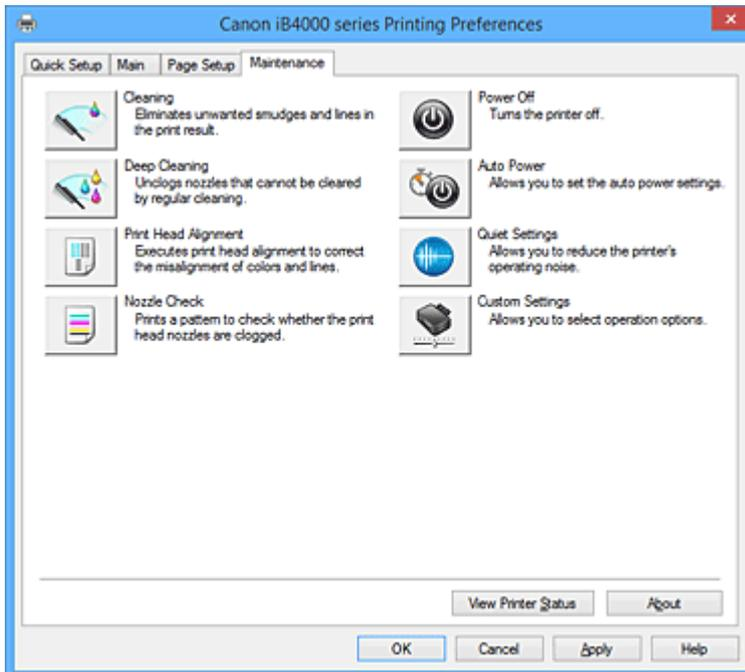 Canon iB4000 series Printing Preferences
Quick Setup
Main
Page Setup
Maintenance
Cleaning
Eliminates unwanted smudges and lines in
the print result.
Deep Cleaning
Unclogs nozzles that cannot be cleared
by regular cleaning.
Print Head Alignment
Executes print head alignment to correct
the misalignment of colors and lines.
Nozzle Check
Prints a pattern to check whether the print
head nozzles are clogged.
Power Off
Turns the printer off.
Auto Power
Allows you to set the auto power settings.
Quiet Settings
Allows you to reduce the printer's
operating noise.
Custom Settings
Allows you to select operation options.
View Printer Status
About
OK
Cancel
Apply
Help